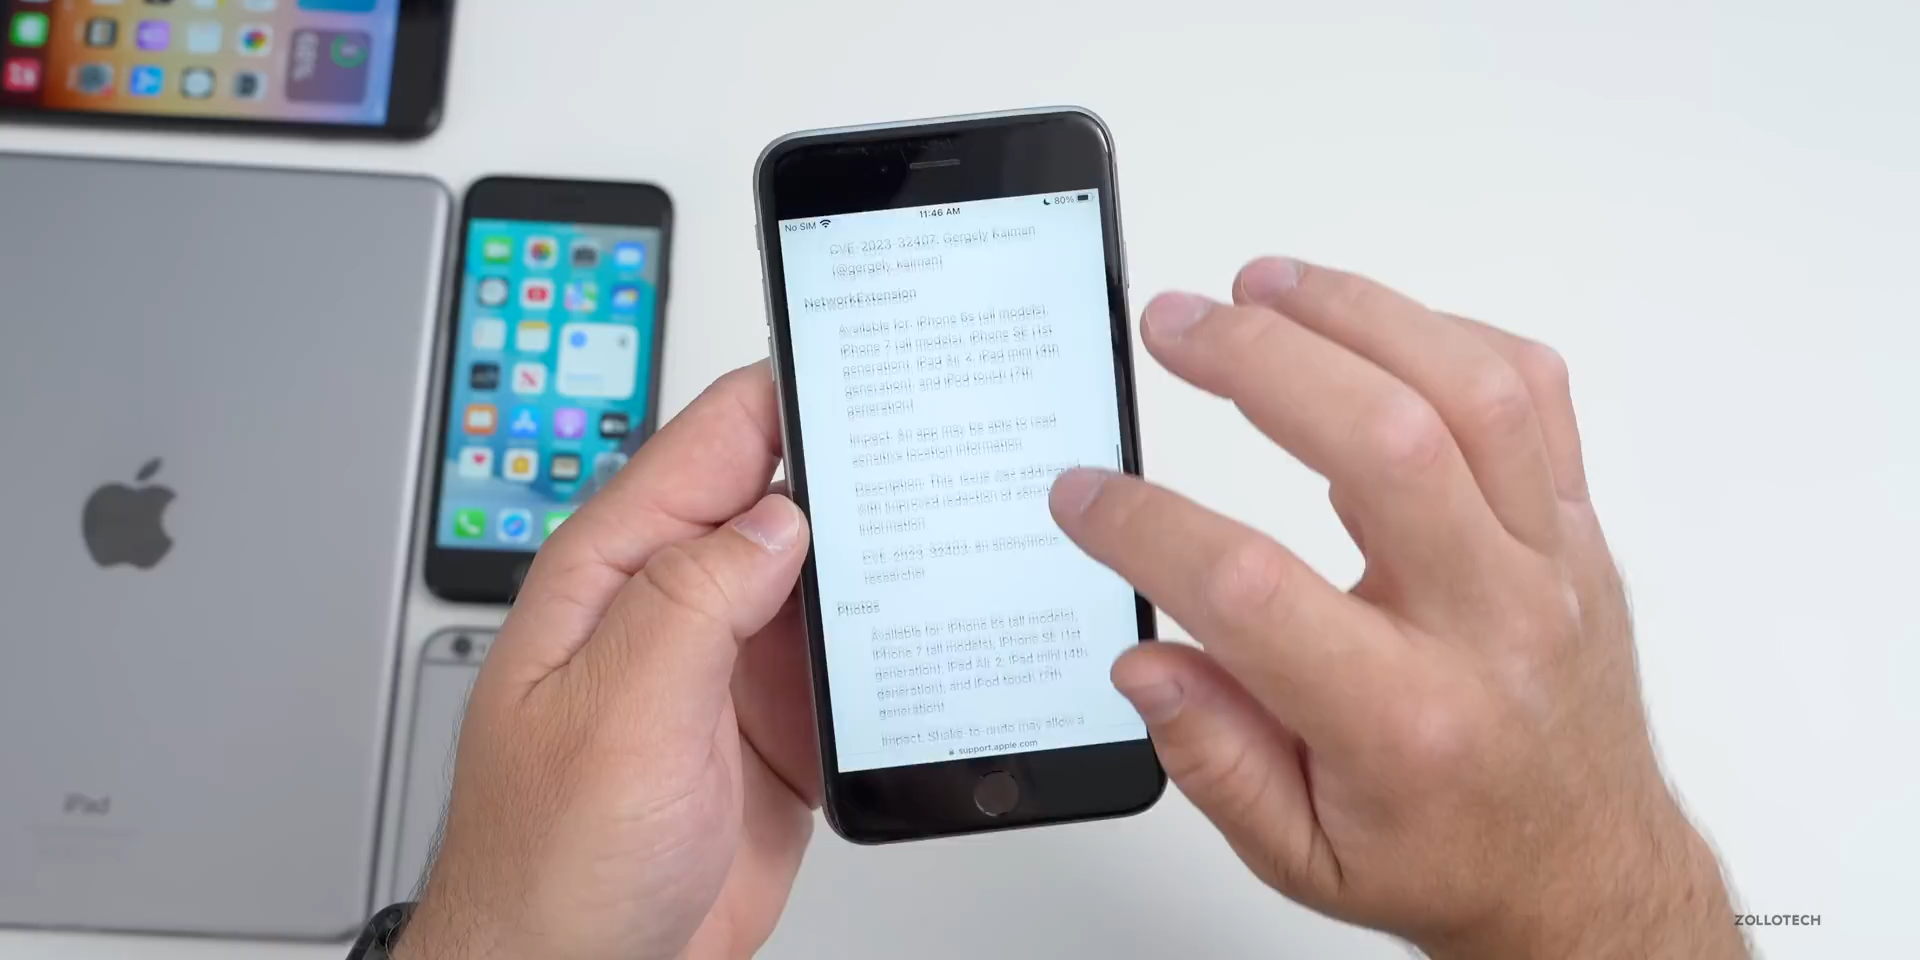 No SIM
11:46 AM
80%
CVE-2023-32407: Gergely Kalman
(@gergely_kalman)
NetworkExtension
Available for: iPhone 6s (all models),
iPhone 7 (all models), iPhone SE (1st
generation), iPad Air 2, iPad mini (4th
generation), and iPod touch (7th
generation)
Impact: An app may be able to read
sensitive location information
Description: This issue was addressed
with improved redaction of
information
CVE-2023-32403: an anonymous
researcher
Photos
Available for: iPhone 6s (all models),
iPhone 7 (all models), iPhone SE (1st
generation), iPad Air 2, iPad mini (4th
generation), and iPod touch (7th
generation)
Impact: Shake-to-undo may allow a
support.apple.com
iPad
ZOLLOTECH